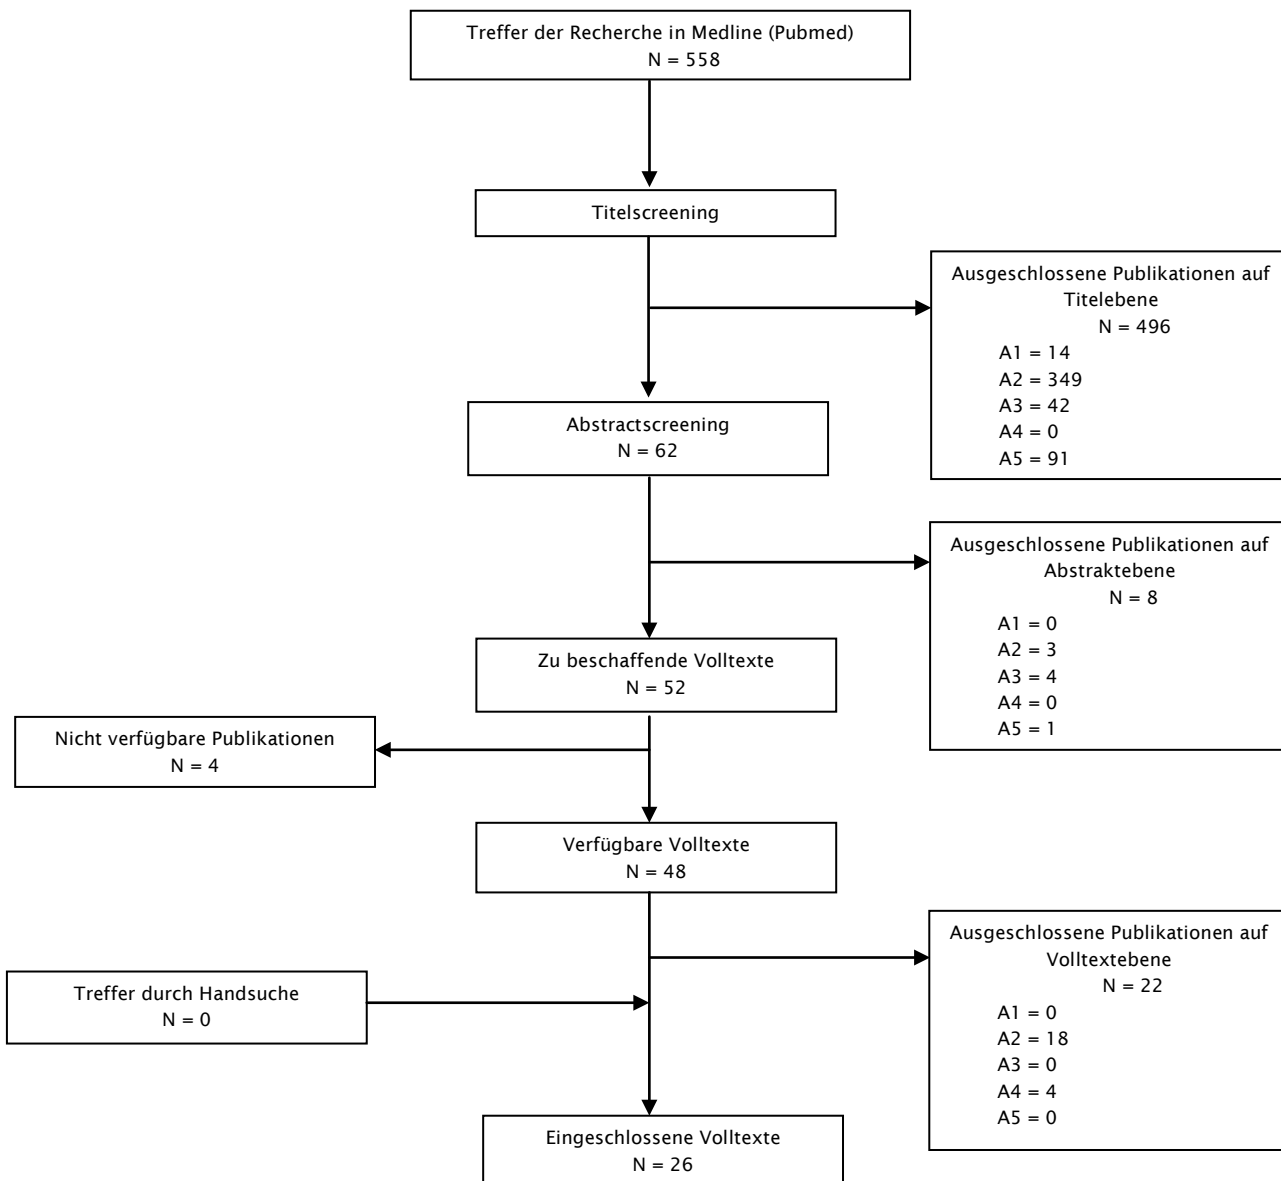 Treffer der Recherche in Medline (Pubmed)
N = 558
Titelscreening
Ausgeschlossene Publikationen auf
Titelebene
N = 496
A1 = 14
A2 = 349
A3 = 42
A4 = 0
A5 = 91
Abstractscreening
N = 62
Ausgeschlossene Publikationen auf
Abstraktebene
N = 8
A1 = 0
A2 = 3
A3 = 4
A4 = 0
A5 = 1
Zu beschaffende Volltexte
N = 52
Nicht verfügbare Publikationen
N = 4
Verfügbare Volltexte
N = 48
Ausgeschlossene Publikationen auf
Volltextebene
N = 22
A1 = 0
A2 = 18
A3 = 0
A4 = 4
A5 = 0
Treffer durch Handsuche
N = 0
Eingeschlossene Volltexte
N = 26